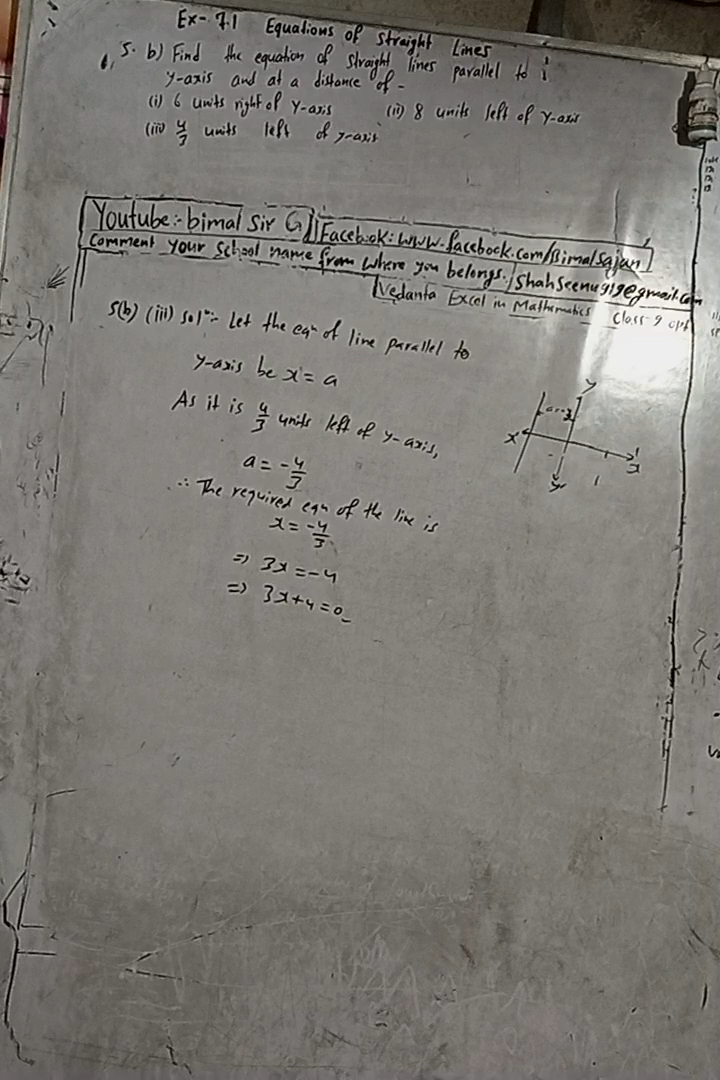 Ex- 7.1 Equations of Straight Lines
5. b) Find the equation of straight lines parallel to
y-axis and at a distance of -
(i) 6 units right of Y-axis (ii) 8 units left of Y-axis
(iii) 4/3 units left of y-axis
Youtube:- bimal Sir G Facebook: www.facebook.com/BimalSajan
Comment your School name from where you belongs. / Shahseenu919@gmail.com
Vedanta Excel in Mathematics Class-9 opt
5(b) (iii) solⁿ:- Let the eqⁿ of line parallel to
y-axis be x = a
As it is 4/3 units left of y-axis,
a = -4/3
∴ The required eqn of the line is
x = -4/3
⇒ 3x = -4
⇒ 3x+4=0
y
x'
x
y'